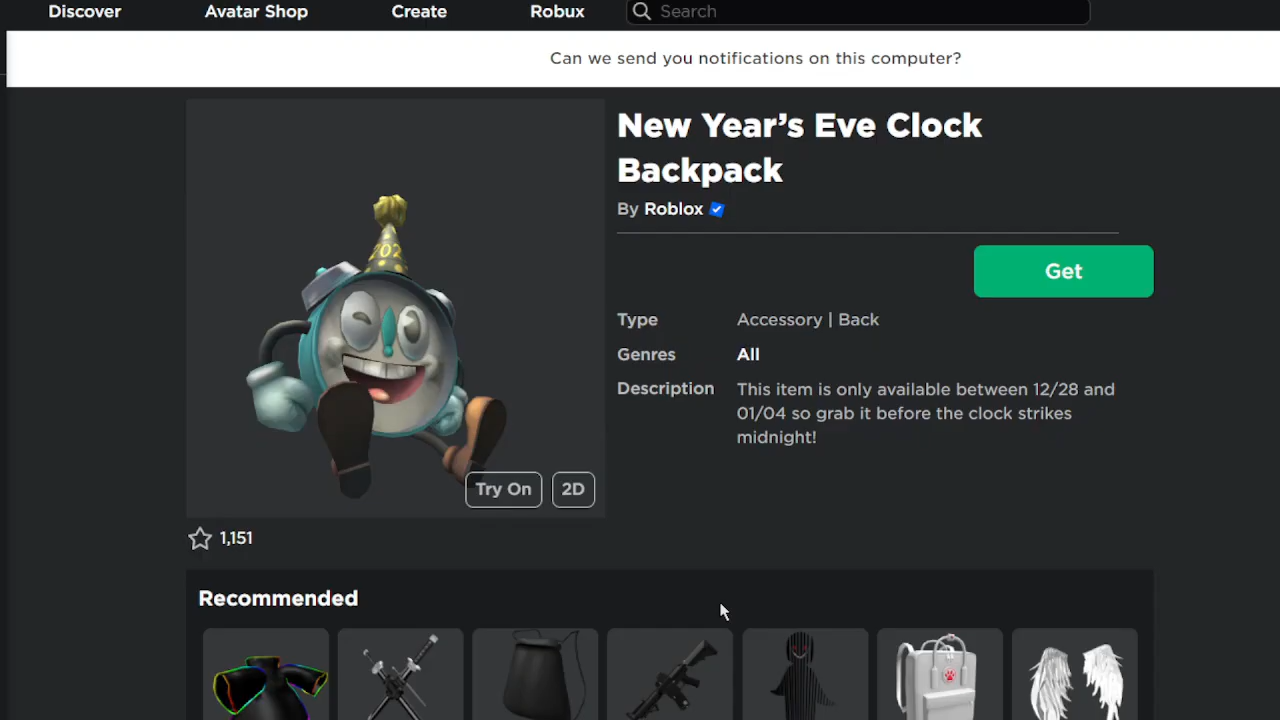 Discover Avatar Shop Create Robux Search
Can we send you notifications on this computer?
New Year’s Eve Clock
Backpack
By Roblox
Get
Type Accessory | Back
Genres All
Description This item is only available between 12/28 and
01/04 so grab it before the clock strikes
midnight!
202
Try On 2D
1,151
Recommended